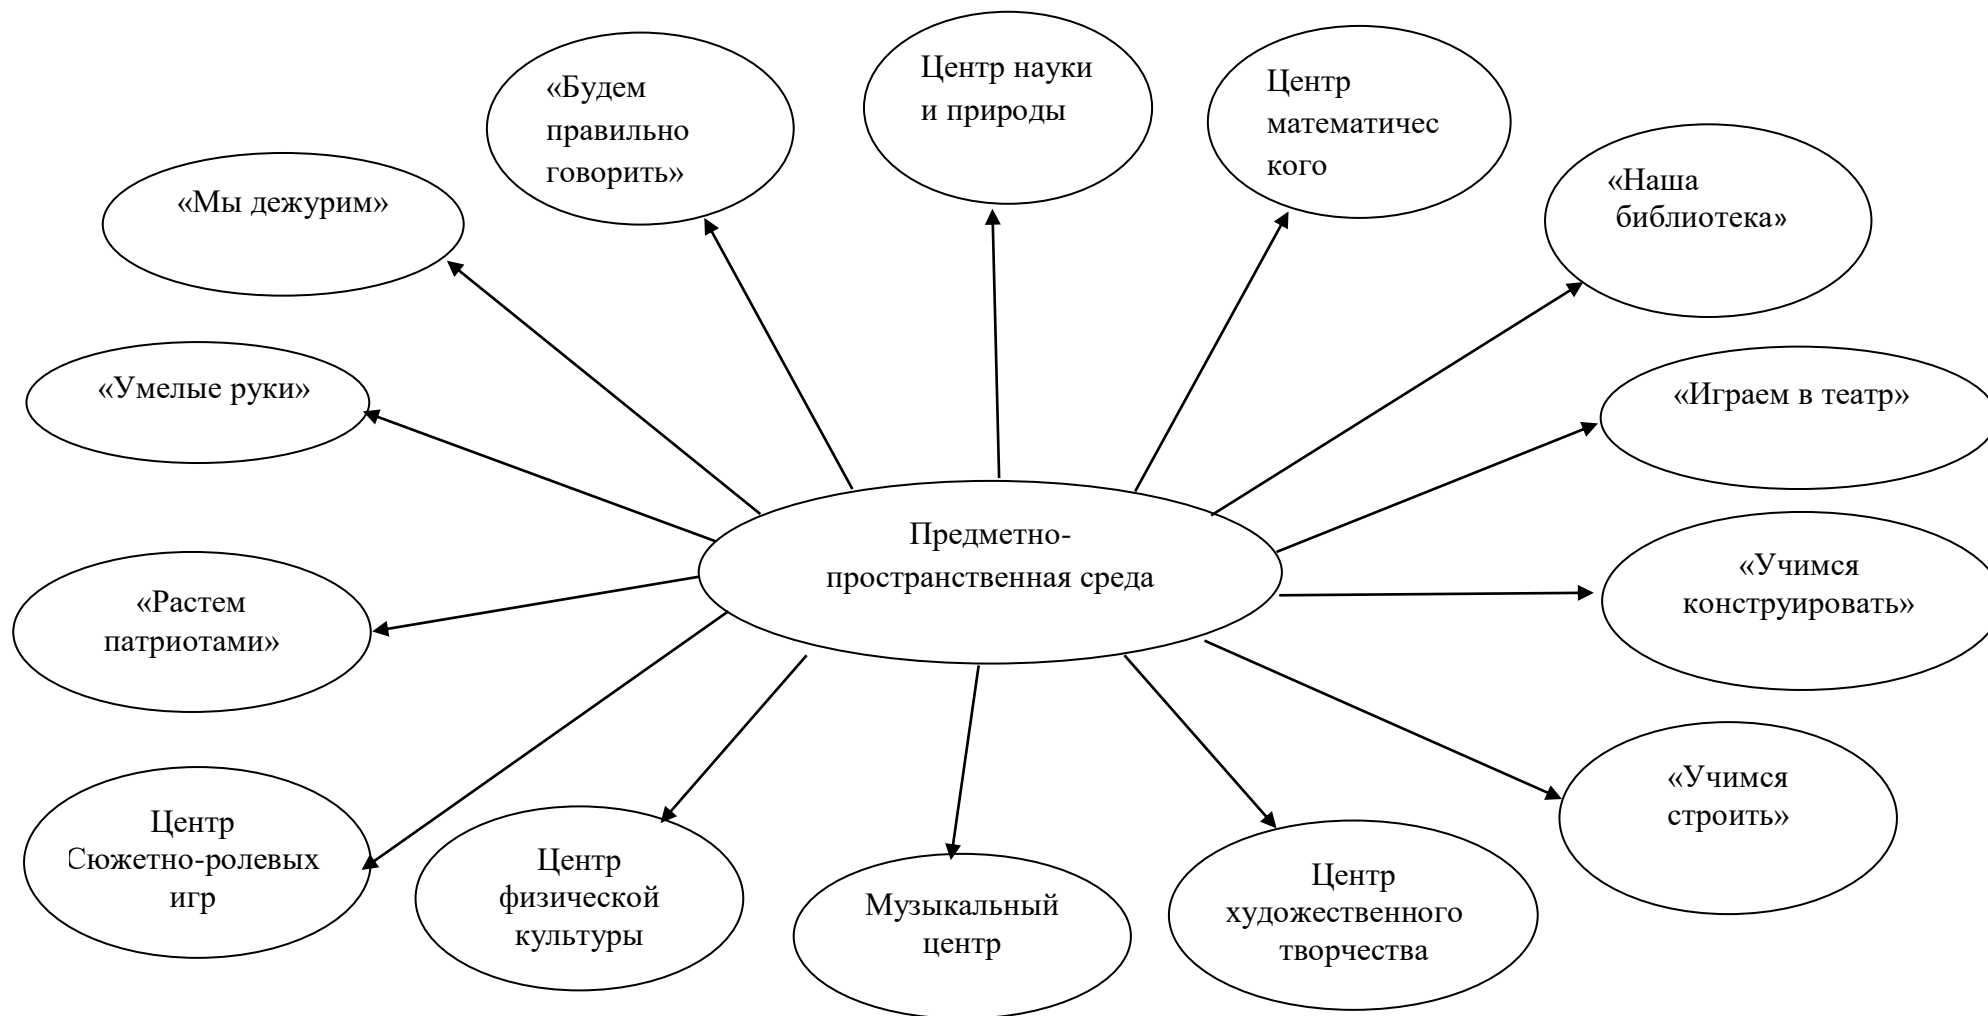 «Будем
правильно
говорить»
Центр науки
и природы
Центр
математичес
кого
«Наша
библиотека»
«Мы дежурим»
«Умелые руки»
«Играем в театр»
Предметно-
пространственная среда
«Учимся
конструировать»
«Растем
патриотами»
«Учимся
строить»
Центр
Сюжетно-ролевых
игр
Центр
физической
культуры
Музыкальный
центр
Центр
художественного
творчества